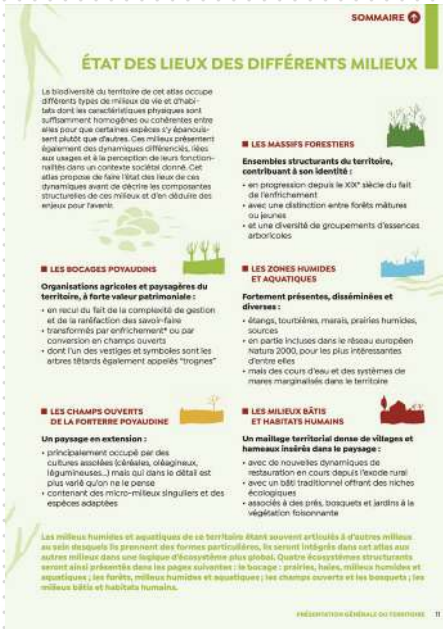 SOMMAIRE
ÉTAT DES LIEUX DES DIFFÉRENTS MILIEUX
La biodiversité du territoire de cet atlas occupe
différents types de milieux de vie et d'habi-
tats dont les caractéristiques physiques sont
suffisamment homogènes ou cohérentes entre
elles pour que certaines espèces s'y épanouis-
sent plutôt que d'autres. Ces milieux présentent
également des dynamiques différenciés, liées
aux usages et à la perception de leurs fonction-
nalités dans un contexte sociétal donné. Cet
atlas propose de faire l'état des lieux de ces
dynamiques avant de décrire les composantes
structurelles de ces milieux et d'en déduire des
enjeux pour l'avenir.
LES MASSIFS FORESTIERS
Ensembles structurants du territoire,
contribuant à son identité :
• en progression depuis le XIXe siècle du fait
de l'enfrichement
• avec une distinction entre forêts mâtures
ou jeunes
• et une diversité de groupements d'essences
arboricoles
LES BOCAGES POYAUDINS
Organisations agricoles et paysagères du
territoire, à forte valeur patrimoniale :
• en recul du fait de la complexité de gestion
et de la raréfaction des savoir-faire
• transformés par enfrichement* ou par
conversion en champs ouverts
• dont l'un des vestiges et symboles sont les
arbres têtards également appelés "trognes"
LES ZONES HUMIDES
ET AQUATIQUES
Fortement présentes, disséminées et
diverses :
• étangs, tourbières, marais, prairies humides,
sources
• en partie incluses dans le réseau européen
Natura 2000, pour les plus intéressantes
d'entre elles
• mais des cours d'eau et des systèmes de
mares marginalisés dans le territoire
LES CHAMPS OUVERTS
DE LA FORTERRE POYAUDINE
Un paysage en extension :
• principalement occupé par des
cultures assolées (céréales, oléagineux,
légumineuses...) mais qui dans le détail est
plus varié qu'on ne le pense
• contenant des micro-milieux singuliers et des
espèces adaptées
LES MILIEUX BÂTIS
ET HABITATS HUMAINS
Un maillage territorial dense de villages et
hameaux insérés dans le paysage :
• avec de nouvelles dynamiques de
restauration en cours depuis l'exode rural
• avec un bâti traditionnel offrant des niches
écologiques
• associés à des prés, bosquets et jardins à la
végétation foisonnante
Les milieux humides et aquatiques de ce territoire étant souvent articulés à d'autres milieux
au sein desquels ils prennent des formes particulières, ils seront intégrés dans cet atlas aux
autres milieux dans une logique d'écosystème plus global. Quatre écosystèmes structurants
seront ainsi présentés dans les pages suivantes : le bocage : prairies, haies, milieux humides et
aquatiques ; les forêts, milieux humides et aquatiques ; les champs ouverts et les bosquets ; les
milieux bâtis et habitats humains.
PRÉSENTATION GÉNÉRALE DU TERRITOIRE 11